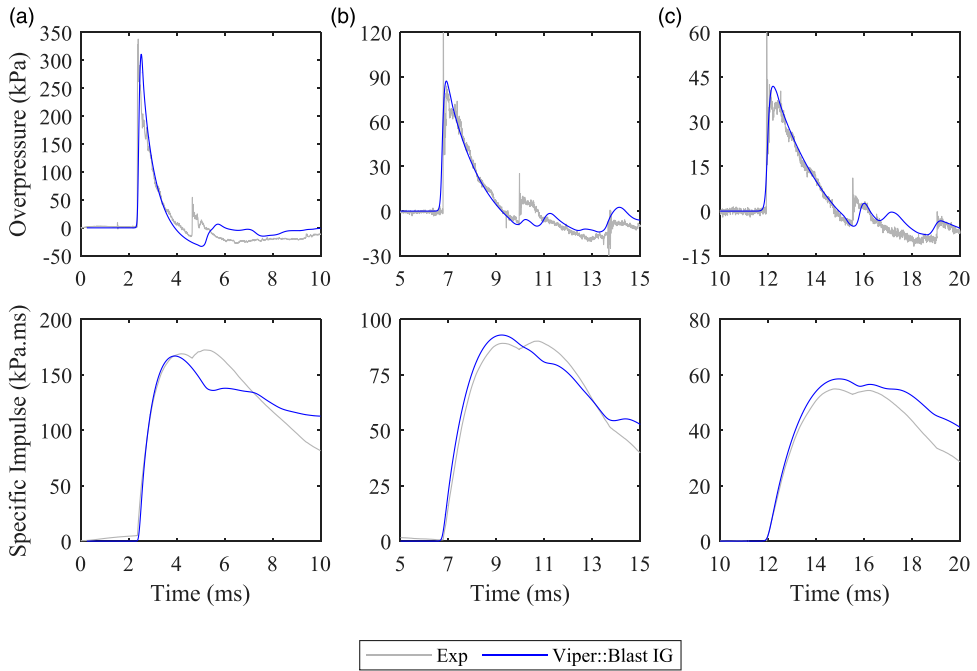 (a) (b) (c)
Overpressure (kPa)
350
300
250
200
150
100
50
0
-50
0 2 4 6 8 10
120
90
60
30
0
-30
5 7 9 11 13 15
60
45
30
15
0
-15
10 12 14 16 18 20
Specific Impulse (kPa.ms)
200
150
100
50
0
0 2 4 6 8 10
Time (ms)
100
75
50
25
0
5 7 9 11 13 15
Time (ms)
80
60
40
20
0
10 12 14 16 18 20
Time (ms)
Exp Viper::Blast IG